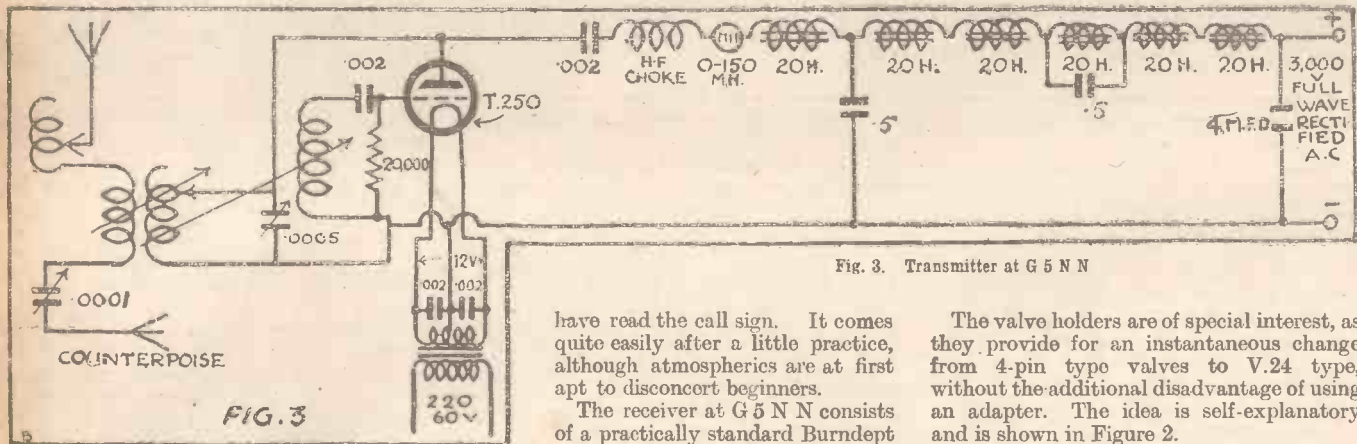 ·002
H·F
CHOKE
0-150
M.H.
20H.
20H.
20H.
20H.
20H.
20H.
+
3,000
V
FULL
WAVE
RECTI
FIED
A.C
-
·5
·5
4.M.F.D
·002
T.250
20,000
·0005
12V
·002
·002
220
60V
·0001
COUNTERPOISE
FIG.3
Fig. 3. Transmitter at G 5 N N
have read the call sign. It comes
quite easily after a little practice,
although atmospherics are at first
apt to disconcert beginners.
The receiver at G 5 N N consists
of a practically standard Burndept
The valve holders are of special interest, as
they provide for an instantaneous change
from 4-pin type valves to V.24 type,
without the additional disadvantage of using
an adapter. The idea is self-explanatory
and is shown in Figure 2.